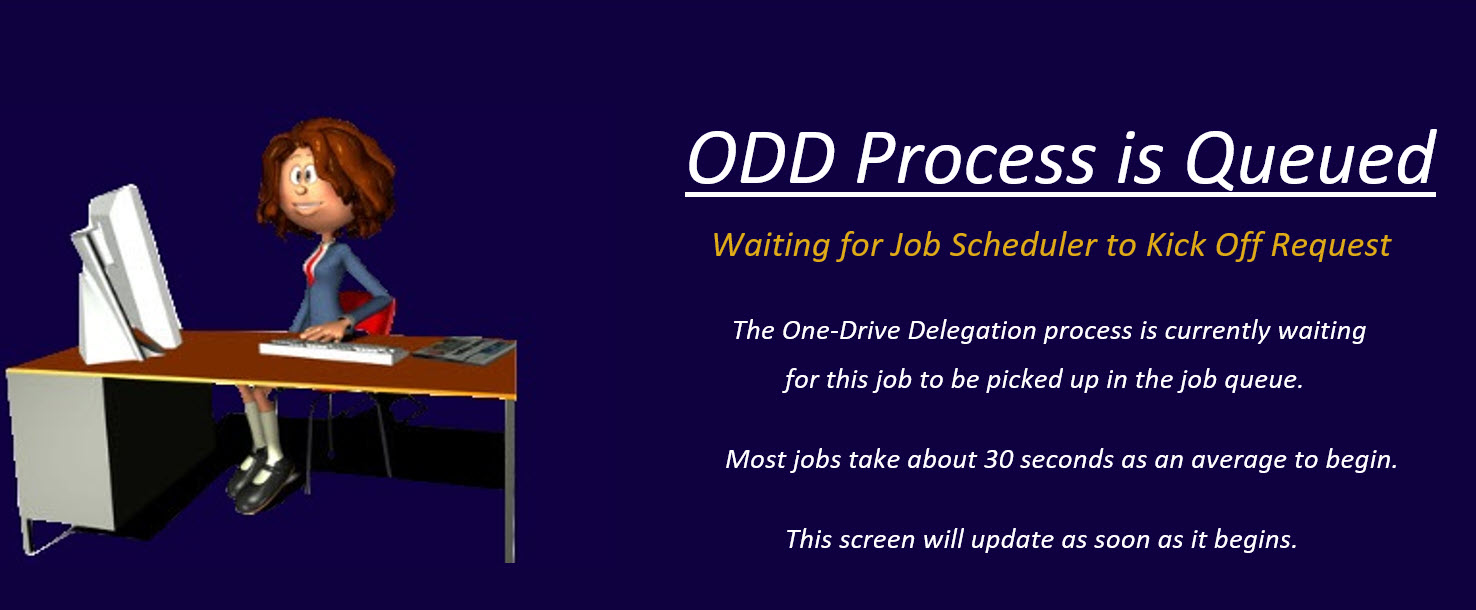 ODD Process is Queued
Waiting for Job Scheduler to Kick Off Request
The One-Drive Delegation process is currently waiting
for this job to be picked up in the job queue.
Most jobs take about 30 seconds as an average to begin.
This screen will update as soon as it begins.